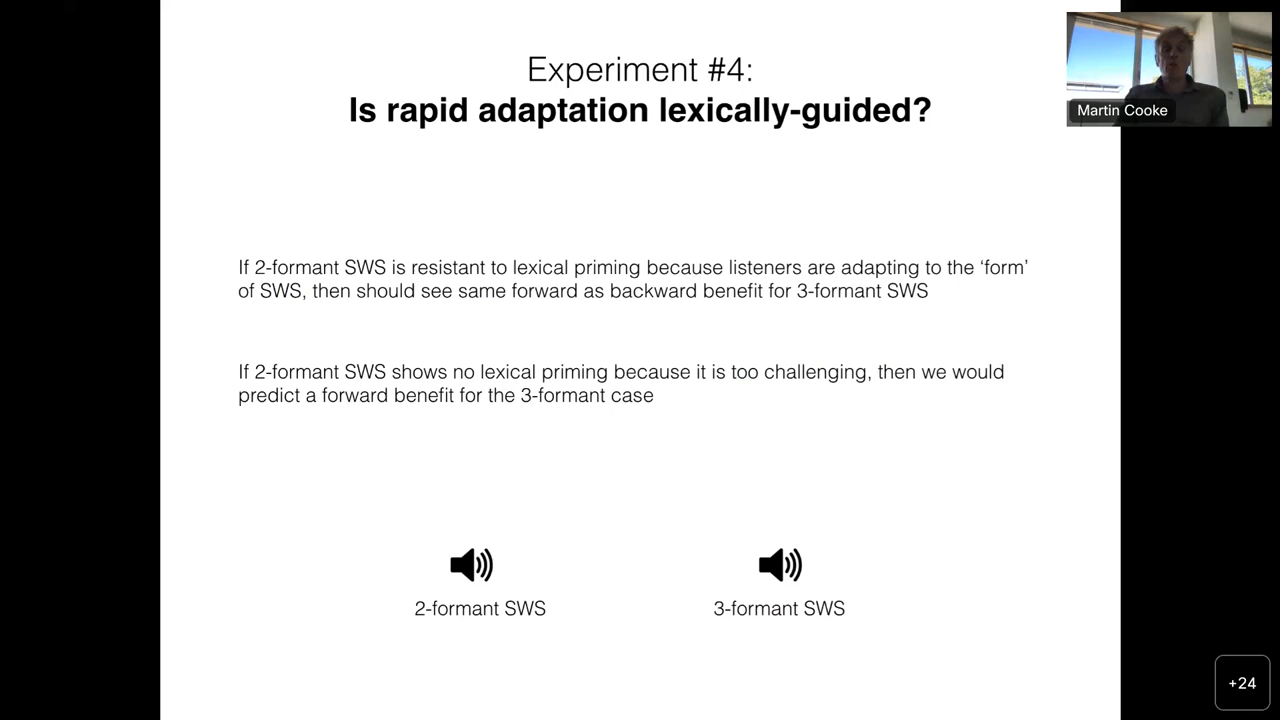 Experiment #4:
Is rapid adaptation lexically-guided?
Martin Cooke
If 2-formant SWS is resistant to lexical priming because listeners are adapting to the ‘form’
of SWS, then should see same forward as backward benefit for 3-formant SWS
If 2-formant SWS shows no lexical priming because it is too challenging, then we would
predict a forward benefit for the 3-formant case
2-formant SWS
3-formant SWS
+24